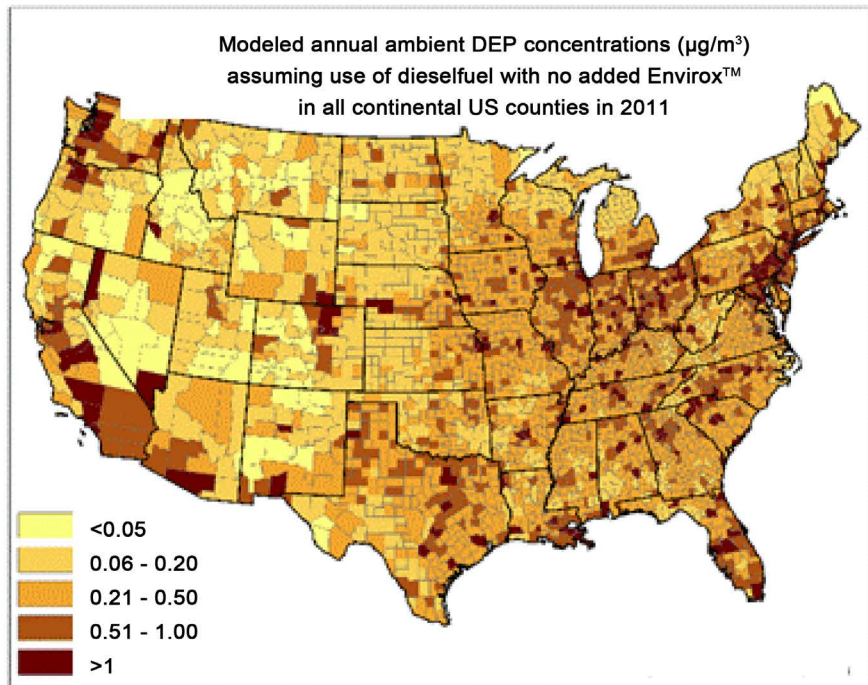 Modeled annual ambient DEP concentrations (µg/m³)
assuming use of dieselfuel with no added Envirox™
in all continental US counties in 2011
<0.05
0.06 - 0.20
0.21 - 0.50
0.51 - 1.00
>1